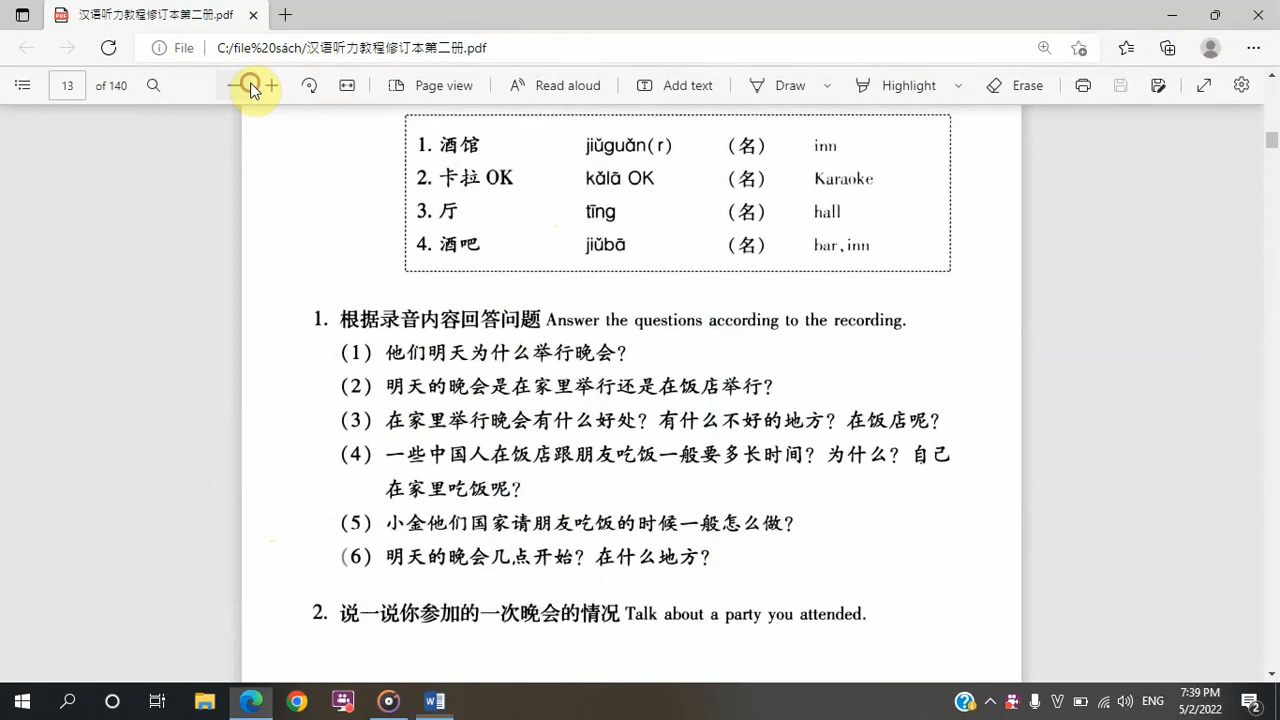 汉语听力教程修订本第二册.pdf
File C:/file%20sách/汉语听力教程修订本第二册.pdf
13 of 140 Page view Read aloud Add text Draw Highlight Erase
1. 酒馆 jiǔguǎn(r) (名) inn
2. 卡拉 OK kǎlā OK (名) Karaoke
3. 厅 tīng (名) hall
4. 酒吧 jiǔbā (名) bar,inn
1. 根据录音内容回答问题 Answer the questions according to the recording.
(1) 他们明天为什么举行晚会？
(2) 明天的晚会是在家里举行还是在饭店举行？
(3) 在家里举行晚会有什么好处？有什么不好的地方？在饭店呢？
(4) 一些中国人在饭店跟朋友吃饭一般要多长时间？为什么？自己
在家里吃饭呢？
(5) 小金他们国家请朋友吃饭的时候一般怎么做？
(6) 明天的晚会几点开始？在什么地方？
2. 说一说你参加的一次晚会的情况 Talk about a party you attended.
ENG
7:39 PM
5/2/2022
2